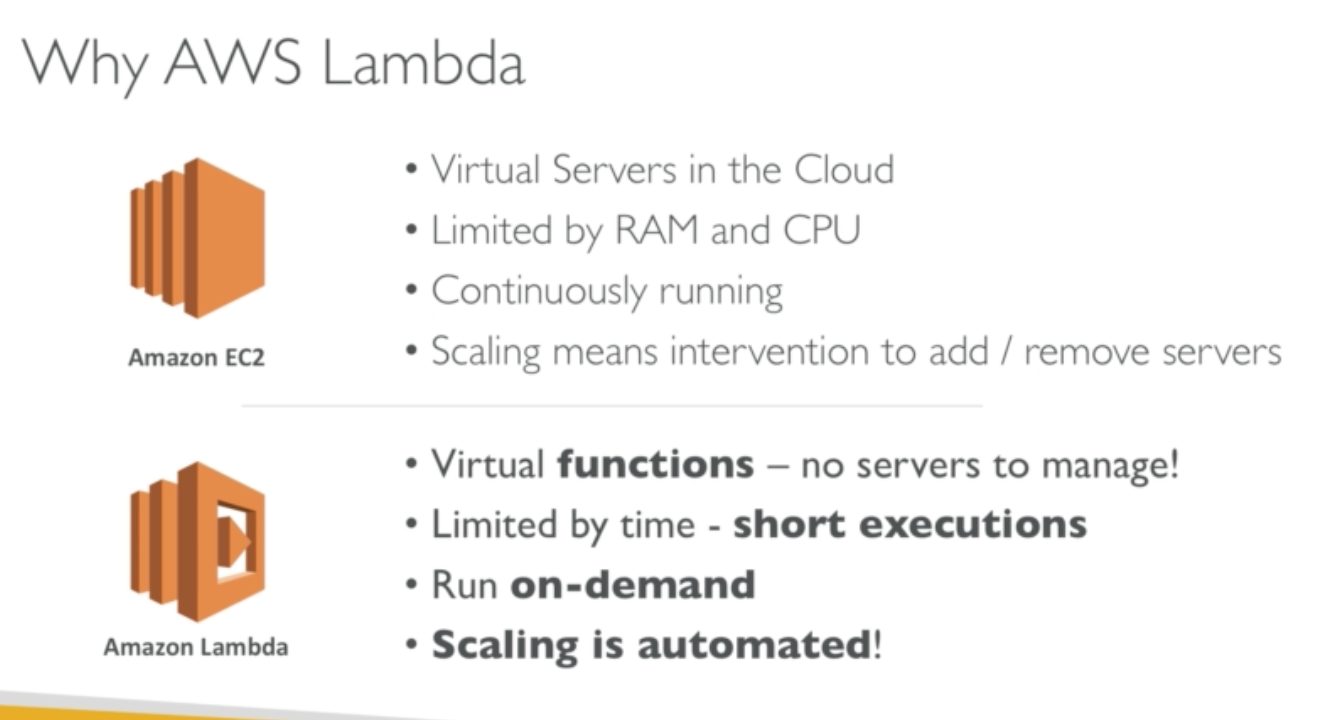 Why AWS Lambda
• Virtual Servers in the Cloud
• Limited by RAM and CPU
• Continuously running
• Scaling means intervention to add / remove servers
Amazon EC2
• Virtual functions – no servers to manage!
• Limited by time - short executions
• Run on-demand
• Scaling is automated!
Amazon Lambda